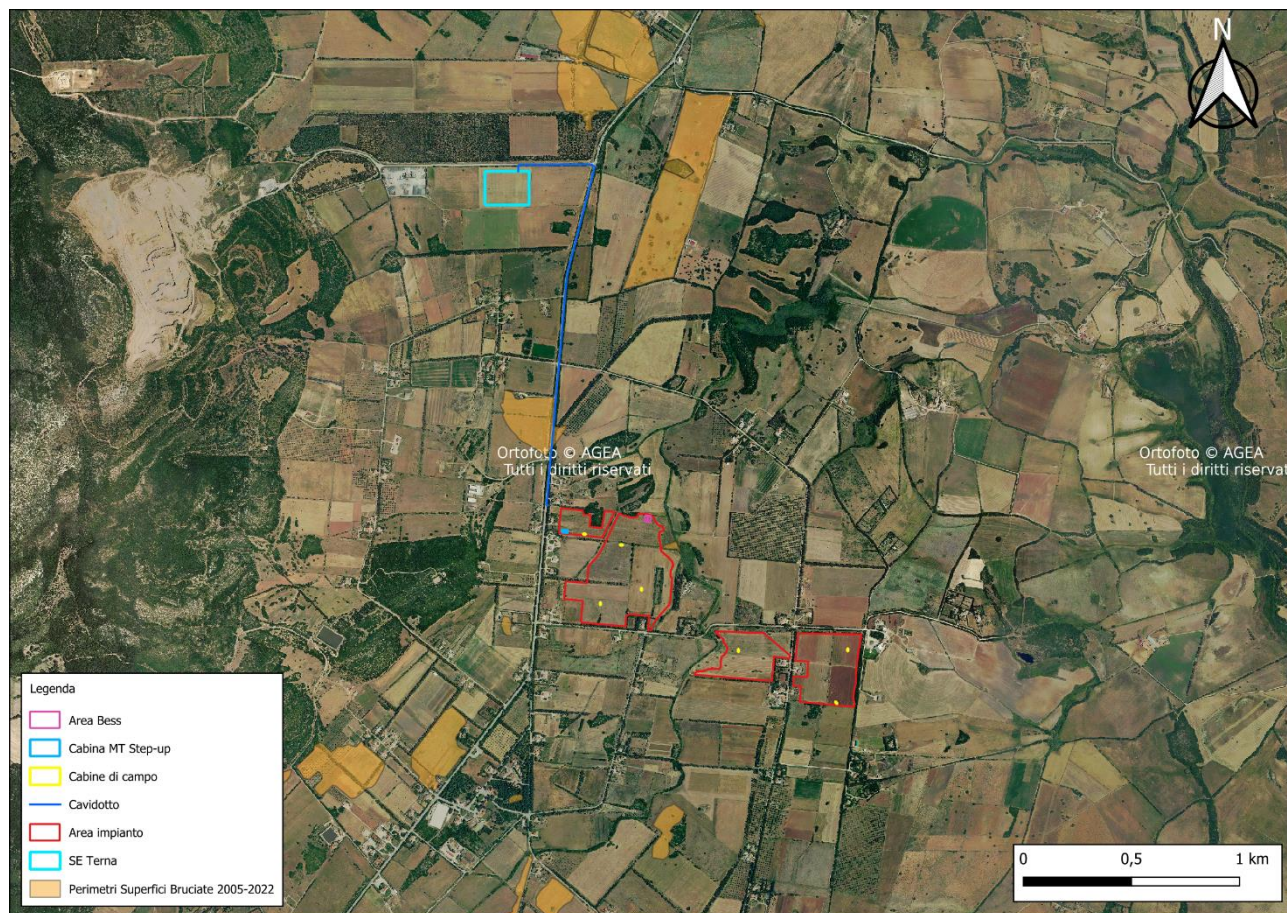 N
Ortofoto © AGEA
Tutti i diritti riservati
Ortofoto © AGEA
Tutti i diritti riservat
Legenda
Area Bess
Cabina MT Step-up
Cabine di campo
Cavidotto
Area impianto
SE Terna
Perimetri Superfici Bruciate 2005-2022
0 0,5 1 km